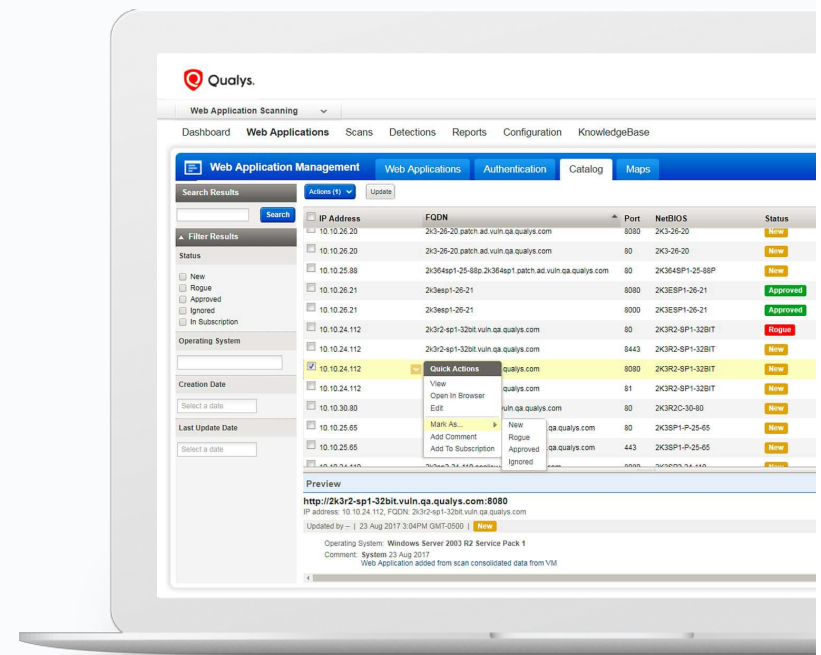 Qualys.
Web Application Scanning
Dashboard Web Applications Scans Detections Reports Configuration KnowledgeBase
Web Application Management Web Applications Authentication Catalog Maps
Search Results
Actions (1) Update
Search
IP Address FQDN Port NetBIOS Status
10.10.26.20 2k3-26-20.patch.ad.vuln.qa.qualys.com 8080 2K3-26-20 New
Filter Results
10.10.26.20 2k3-26-20.patch.ad.vuln.qa.qualys.com 80 2K3-26-20 New
Status
10.10.25.88 2k364sp1-25-88p.2k364sp1.patch.ad.vuln.qa.qualys.com 80 2K364SP1-25-88P New
New
Rogue
Approved
Ignored
In Subscription
10.10.26.21 2k3esp1-26-21 8080 2K3ESP1-26-21 Approved
10.10.26.21 2k3esp1-26-21 8000 2K3ESP1-26-21 Approved
10.10.24.112 2k3r2-sp1-32bit.vuln.qa.qualys.com 80 2K3R2-SP1-32BIT Rogue
Operating System
10.10.24.112 2k3r2-sp1-32bit.vuln.qa.qualys.com 8443 2K3R2-SP1-32BIT New
10.10.24.112 Quick Actions qualys.com 8080 2K3R2-SP1-32BIT New
Creation Date
Select a date
10.10.24.112 View qualys.com 81 2K3R2-SP1-32BIT New
Open In Browser
10.10.30.80 Edit vuln.qa.qualys.com 80 2K3R2C-30-80 New
Last Update Date
Select a date
10.10.25.65 Mark As... New .qa.qualys.com 80 2K3SP1-P-25-65 New
Add Comment Rogue
10.10.25.65 Add To Subscription Approved qa.qualys.com 443 2K3SP1-P-25-65 New
Ignored
Preview
http://2k3r2-sp1-32bit.vuln.qa.qualys.com:8080
IP address: 10.10.24.112, FQDN: 2k3r2-sp1-32bit.vuln.qa.qualys.com
Updated by – | 23 Aug 2017 3:04PM GMT-0500 | New
Operating System: Windows Server 2003 R2 Service Pack 1
Comment: System 23 Aug 2017
Web Application added from scan consolidated data from VM